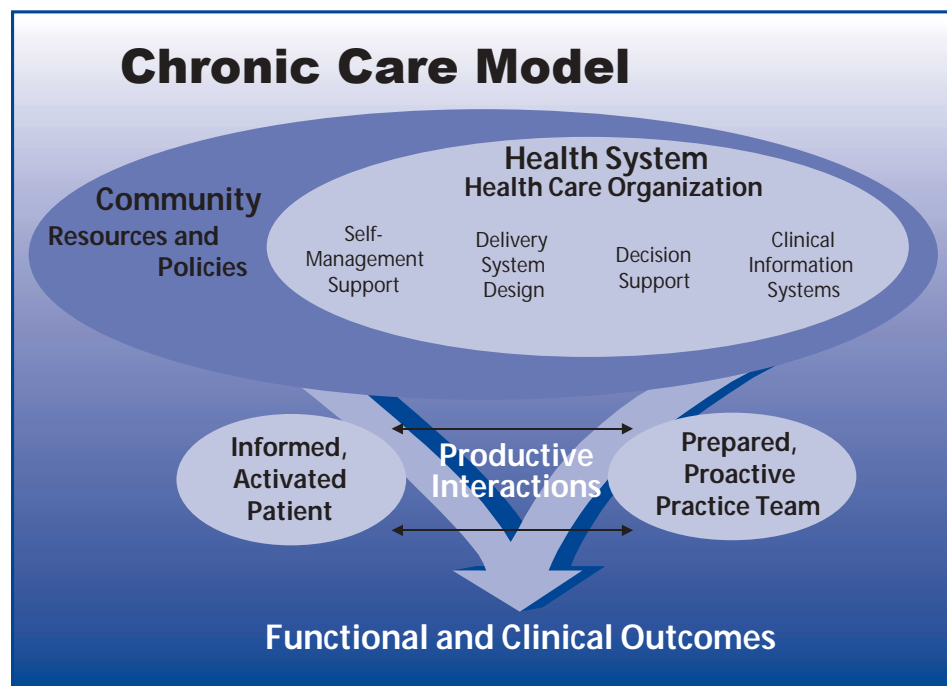 Chronic Care Model
Health System
Health Care Organization
Community
Resources and
Policies
Self-
Management
Support
Delivery
System
Design
Decision
Support
Clinical
Information
Systems
Informed,
Activated
Patient
Productive
Interactions
Prepared,
Proactive
Practice Team
Functional and Clinical Outcomes